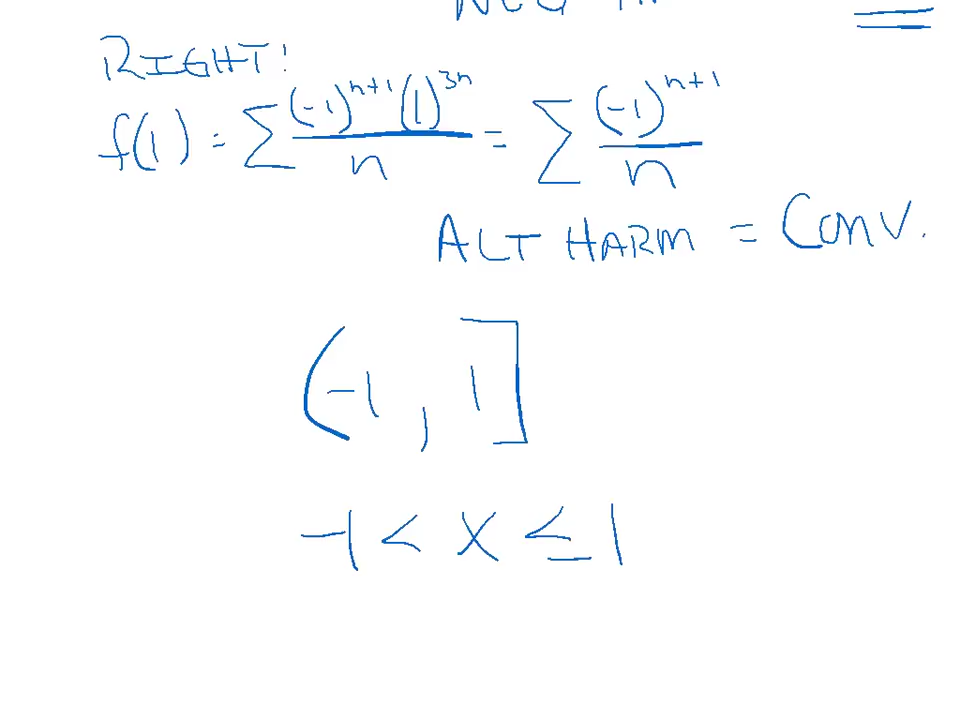 RIGHT!
f(1) = ∑ (-1)^{n+1} (1)^{3n} / n = ∑ (-1)^{n+1} / n
ALT HARM = CONV.
(-1, 1]
-1 < x ≤ 1